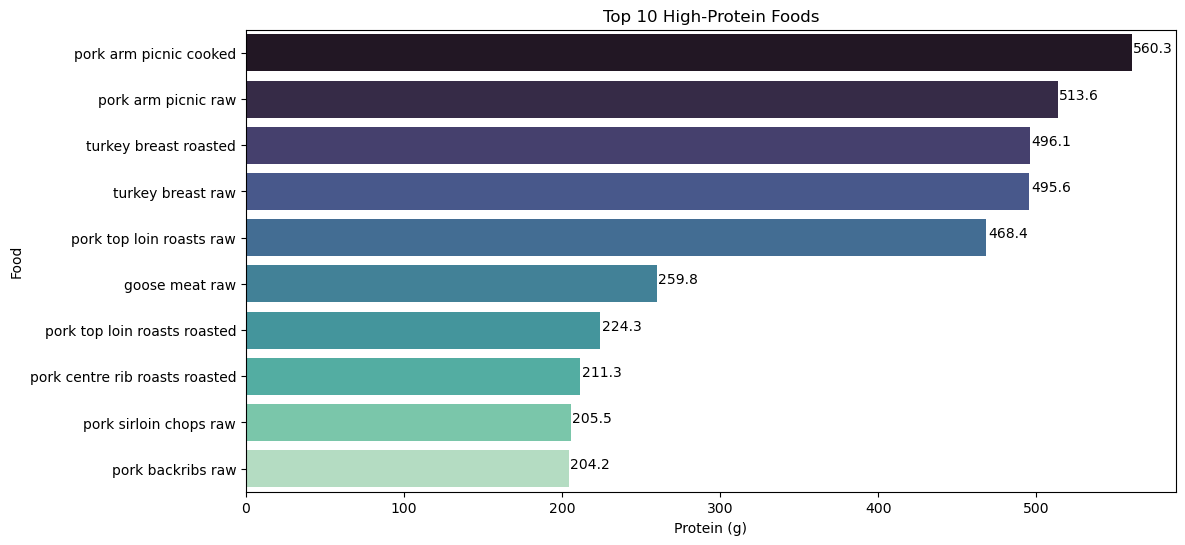 Top 10 High-Protein Foods
Food
pork arm picnic cooked 560.3
pork arm picnic raw 513.6
turkey breast roasted 496.1
turkey breast raw 495.6
pork top loin roasts raw 468.4
goose meat raw 259.8
pork top loin roasts roasted 224.3
pork centre rib roasts roasted 211.3
pork sirloin chops raw 205.5
pork backribs raw 204.2
0 100 200 300 400 500
Protein (g)